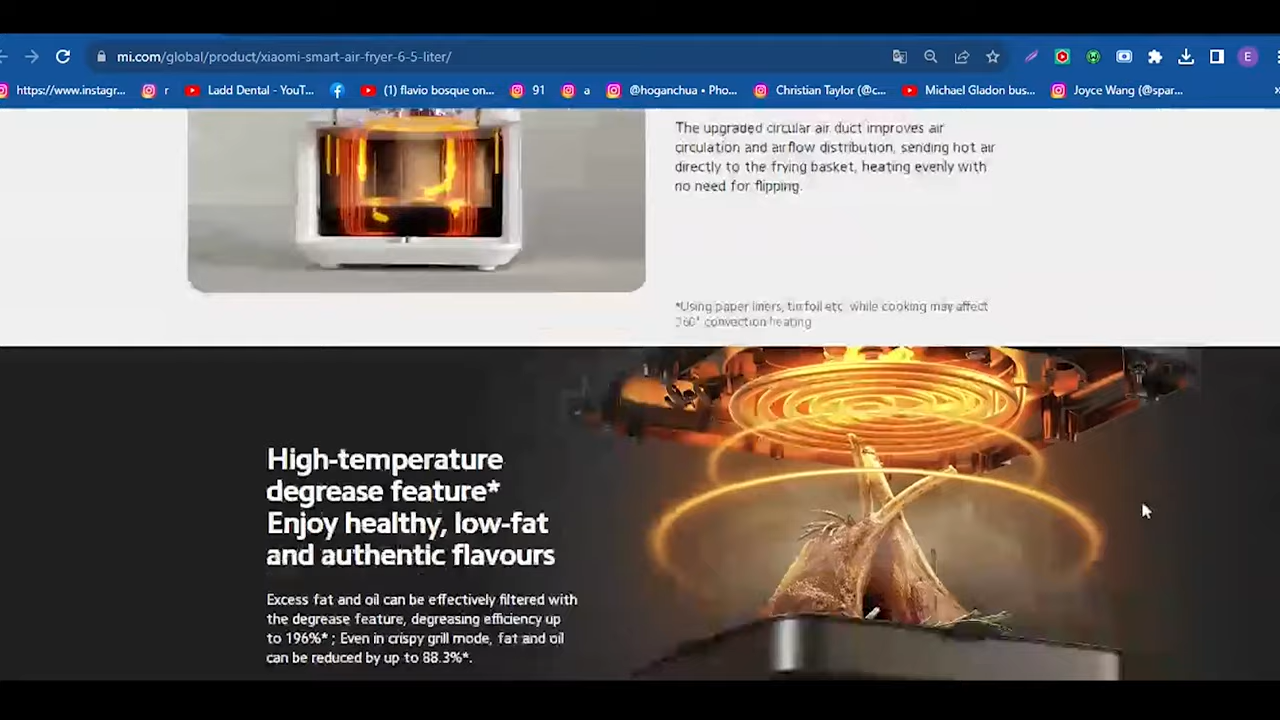 mi.com/global/product/xiaomi-smart-air-fryer-6-5-liter/
E
https://www.instagr...
r
Ladd Dental - YouT...
(1) flavio bosque on...
91
a
@hoganchua • Pho...
Christian Taylor (@c...
Michael Gladon bus...
Joyce Wang (@spar...
»
The upgraded circular air duct improves air
circulation and airflow distribution, sending hot air
directly to the frying basket, heating evenly with
no need for flipping.
*Using paper liners, tin foil etc. while cooking may affect
360° convection heating
High-temperature
degrease feature*
Enjoy healthy, low-fat
and authentic flavours
Excess fat and oil can be effectively filtered with
the degrease feature, degreasing efficiency up
to 196%* ; Even in crispy grill mode, fat and oil
can be reduced by up to 88.3%*.